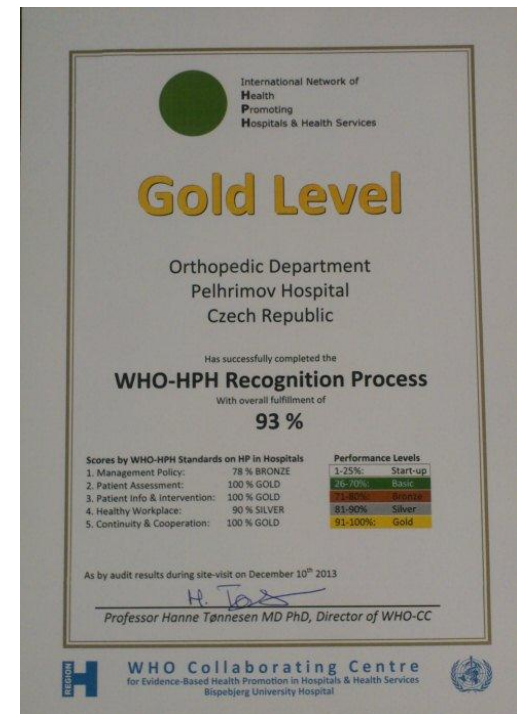 International Network of
Health
Promoting
Hospitals & Health Services
Gold Level
Orthopedic Department
Pelhrimov Hospital
Czech Republic
Has successfully completed the
WHO-HPH Recognition Process
With overall fulfillment of
93 %
Scores by WHO-HPH Standards on HP in Hospitals
1. Management Policy: 78 % BRONZE
2. Patient Assessment: 100 % GOLD
3. Patient Info & Intervention: 100 % GOLD
4. Healthy Workplace: 90 % SILVER
5. Continuity & Cooperation: 100 % GOLD
Performance Levels
1-25%: Start-up
26-70%: Basic
71-80%: Bronze
81-90% Silver
91-100%: Gold
As by audit results during site-visit on December 10th 2013
Professor Hanne Tønnesen MD PhD, Director of WHO-CC
REGION
H
WHO Collaborating Centre
for Evidence-Based Health Promotion in Hospitals & Health Services
Bispebjerg University Hospital